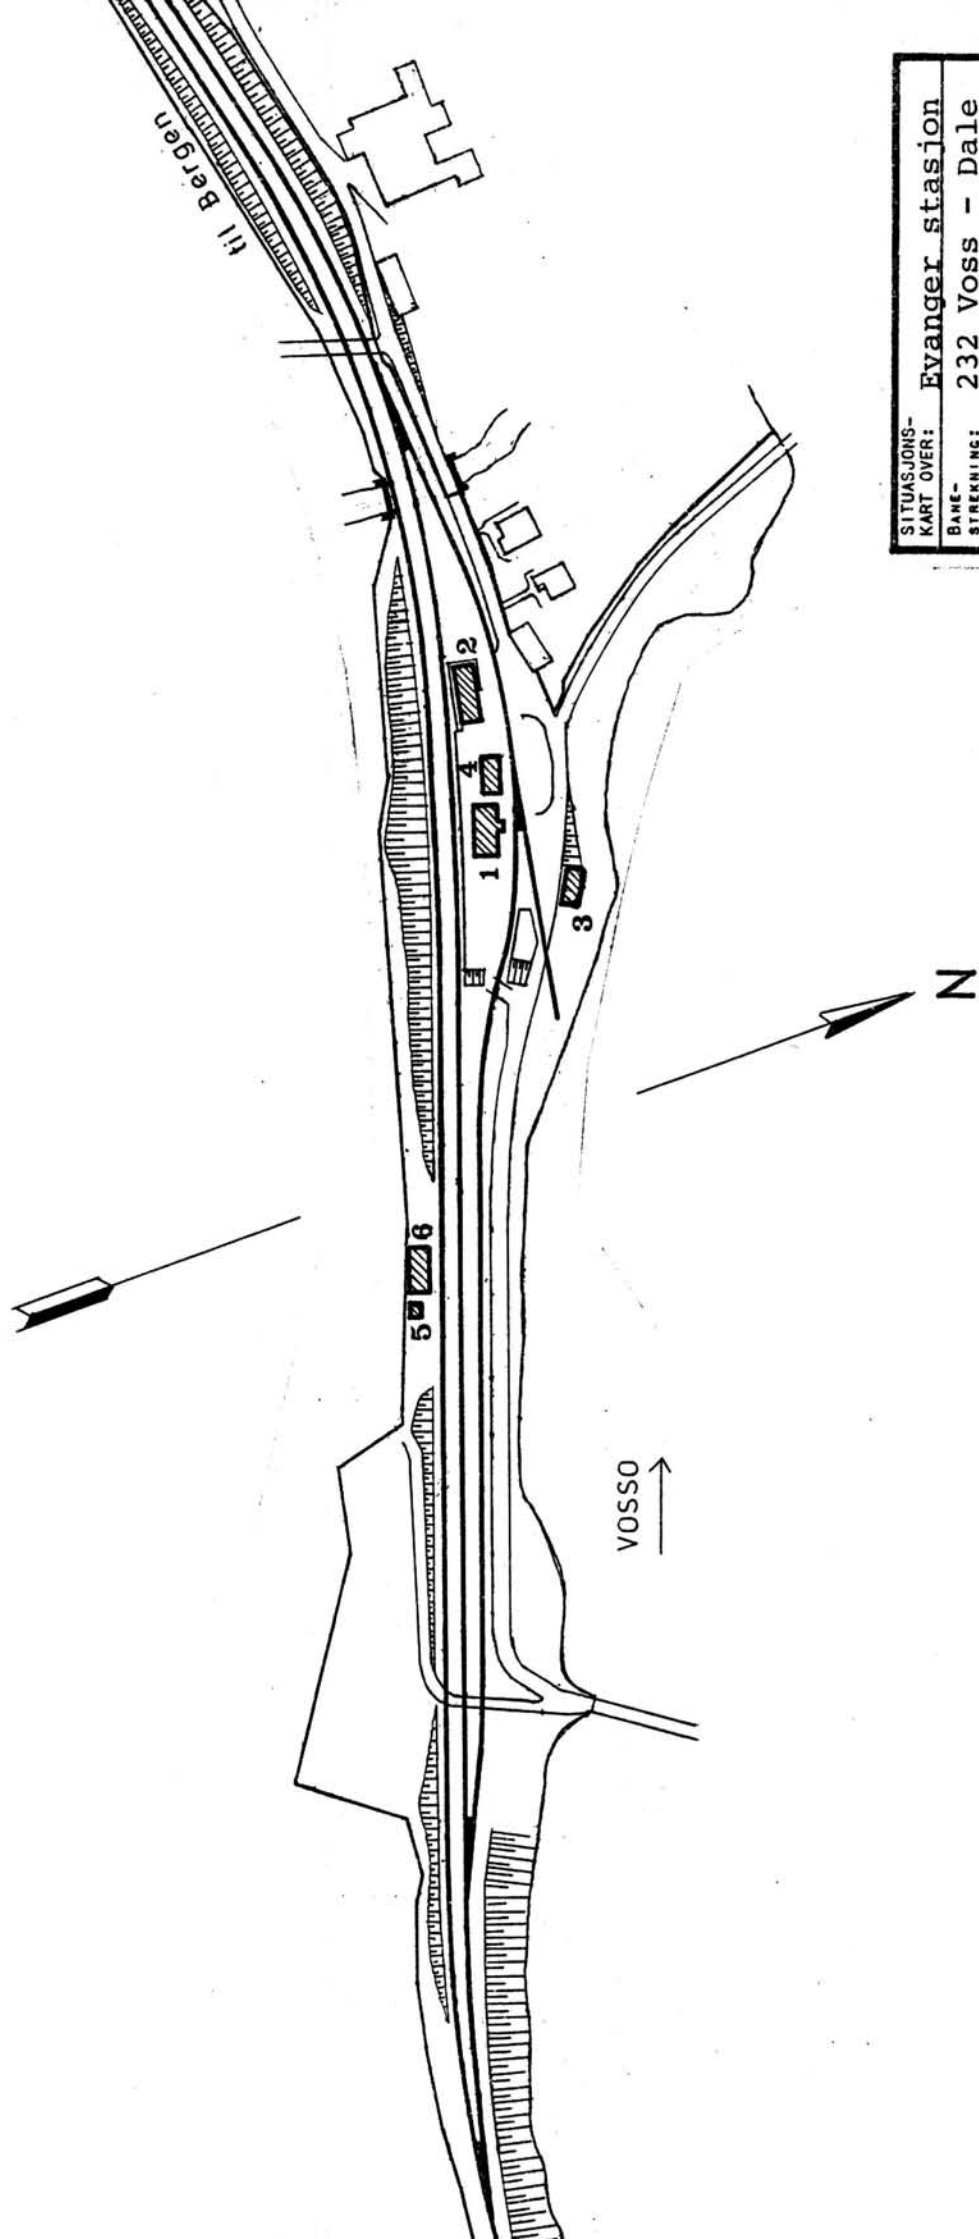 til Bergen
2
4
1
3
N
6
5
VOSSO
SITUASJONS-
KART OVER: Evanger stasjon
BANE-
STREKNING: 232 Voss - Dale